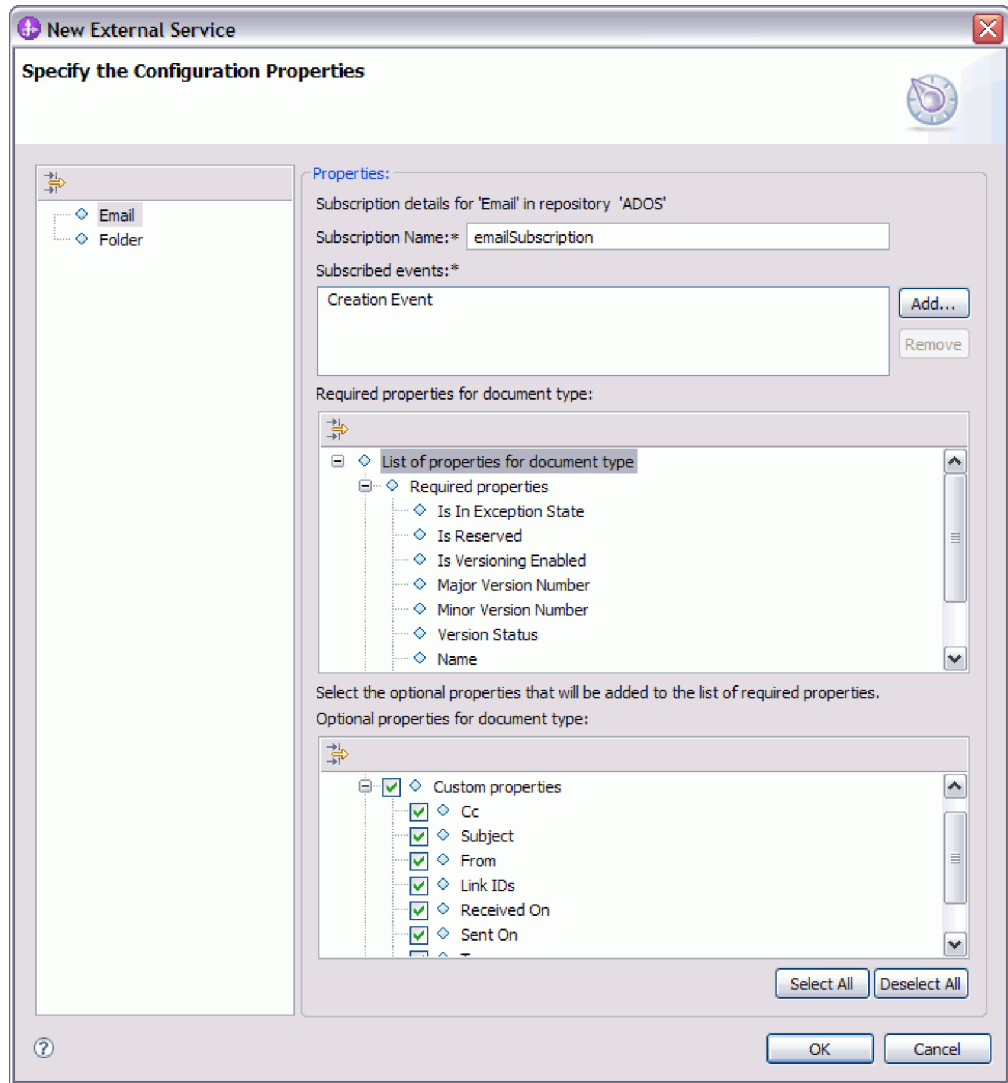 New External Service
Specify the Configuration Properties
Email
Folder
Properties:
Subscription details for 'Email' in repository 'ADOS'
Subscription Name:* emailSubscription
Subscribed events:*
Creation Event
Add...
Remove
Required properties for document type:
List of properties for document type
Required properties
Is In Exception State
Is Reserved
Is Versioning Enabled
Major Version Number
Minor Version Number
Version Status
Name
Select the optional properties that will be added to the list of required properties.
Optional properties for document type:
Custom properties
Cc
Subject
From
Link IDs
Received On
Sent On
Select All
Deselect All
?
OK
Cancel